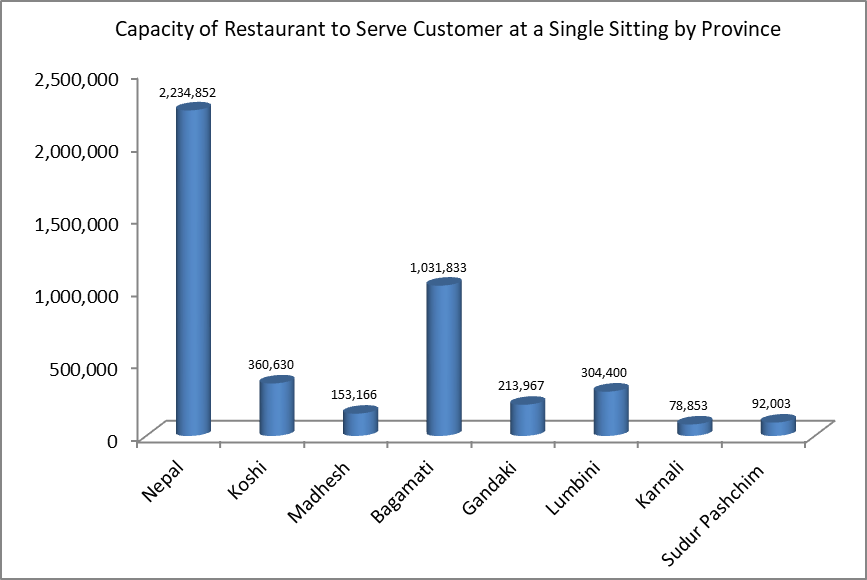 Capacity of Restaurant to Serve Customer at a Single Sitting by Province
2,500,000
2,000,000
1,500,000
1,000,000
500,000
0
2,234,852
360,630
153,166
1,031,833
213,967
304,400
78,853
92,003
Nepal
Koshi
Madhesh
Bagamati
Gandaki
Lumbini
Karnali
Sudur Pashchim